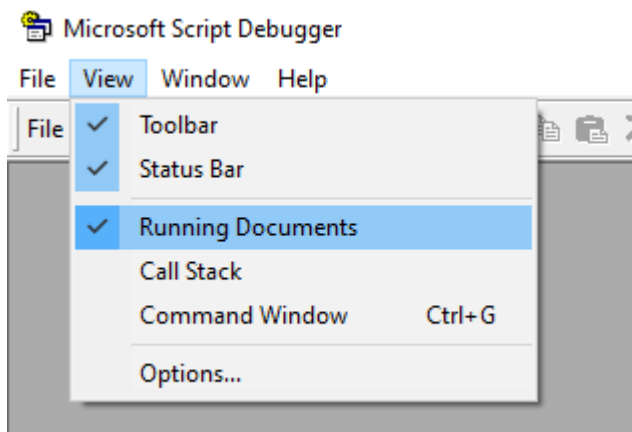 Microsoft Script Debugger
File View Window Help
File
Toolbar
Status Bar
Running Documents
Call Stack
Command Window Ctrl+G
Options...